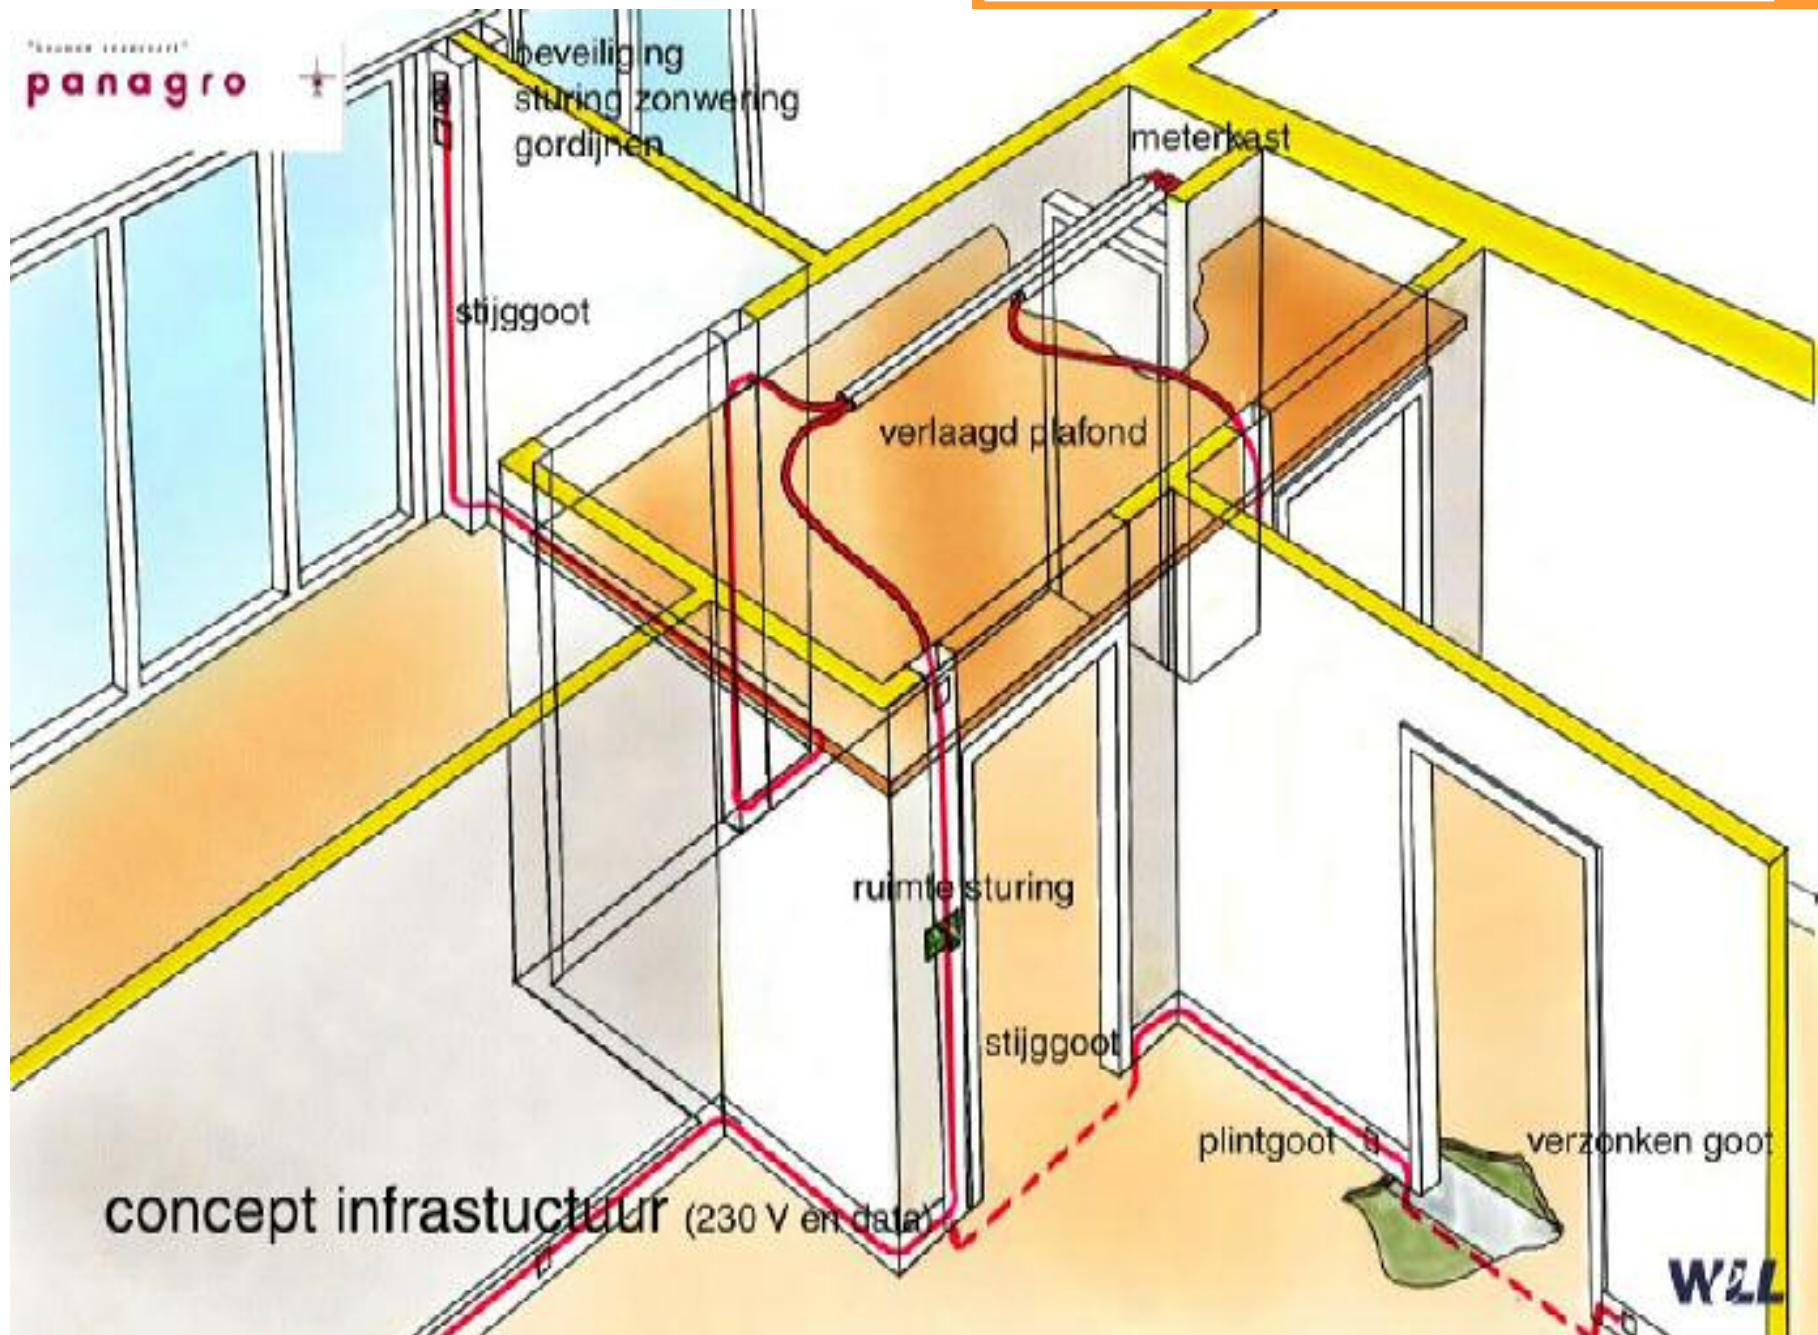 panagro
beveiliging
sturing zonwering
gordijnen
meterkast
stijggoot
verlaagd plafond
ruimte sturing
stijggoot
plintgoot
verzonken goot
concept infrastuctuur (230 V en data)
WLL